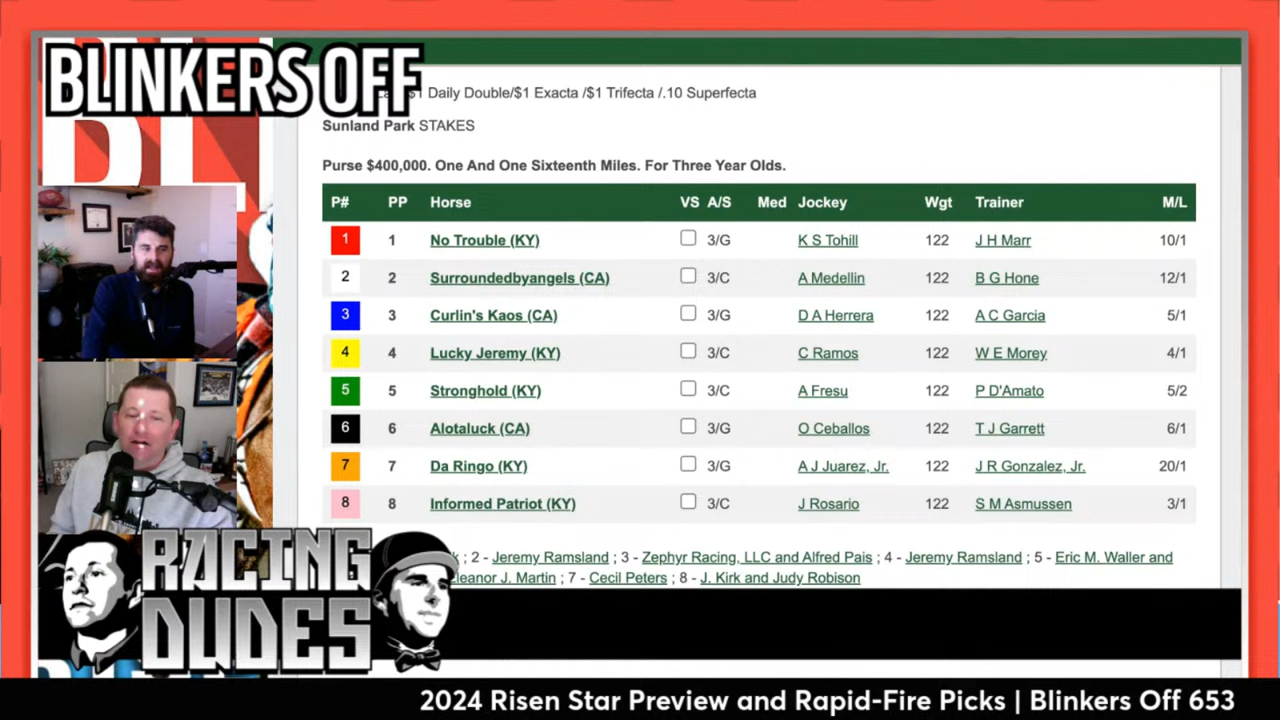 BLINKERS OFF
$1 Daily Double/$1 Exacta /$1 Trifecta /.10 Superfecta
Sunland Park STAKES
Purse $400,000. One And One Sixteenth Miles. For Three Year Olds.
P# PP Horse VS A/S Med Jockey Wgt Trainer M/L
1 1 No Trouble (KY) 3/G K S Tohill 122 J H Marr 10/1
2 2 Surroundedbyangels (CA) 3/C A Medellin 122 B G Hone 12/1
3 3 Curlin's Kaos (CA) 3/G D A Herrera 122 A C Garcia 5/1
4 4 Lucky Jeremy (KY) 3/C C Ramos 122 W E Morey 4/1
5 5 Stronghold (KY) 3/C A Fresu 122 P D'Amato 5/2
6 6 Alotaluck (CA) 3/G O Ceballos 122 T J Garrett 6/1
7 7 Da Ringo (KY) 3/G A J Juarez, Jr. 122 J R Gonzalez, Jr. 20/1
8 8 Informed Patriot (KY) 3/C J Rosario 122 S M Asmussen 3/1
; 2 - Jeremy Ramsland ; 3 - Zephyr Racing, LLC and Alfred Pais ; 4 - Jeremy Ramsland ; 5 - Eric M. Waller and
J. Martin ; 7 - Cecil Peters ; 8 - J. Kirk and Judy Robison
RACING
DUDES
2024 Risen Star Preview and Rapid-Fire Picks | Blinkers Off 653